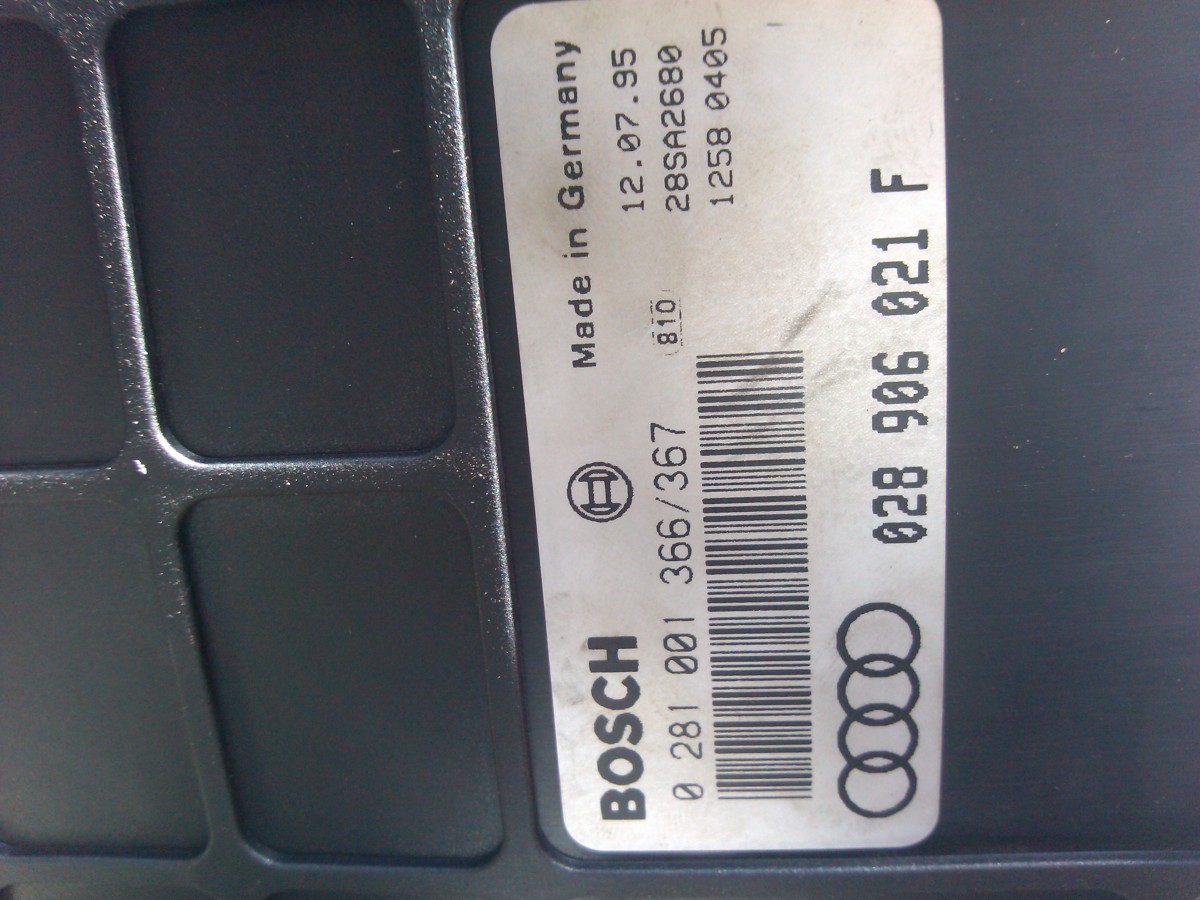 BOSCH Made in Germany
0 281 001 366/367 12.07.95
810 28SA2680
1258 0405
028 906 021 F